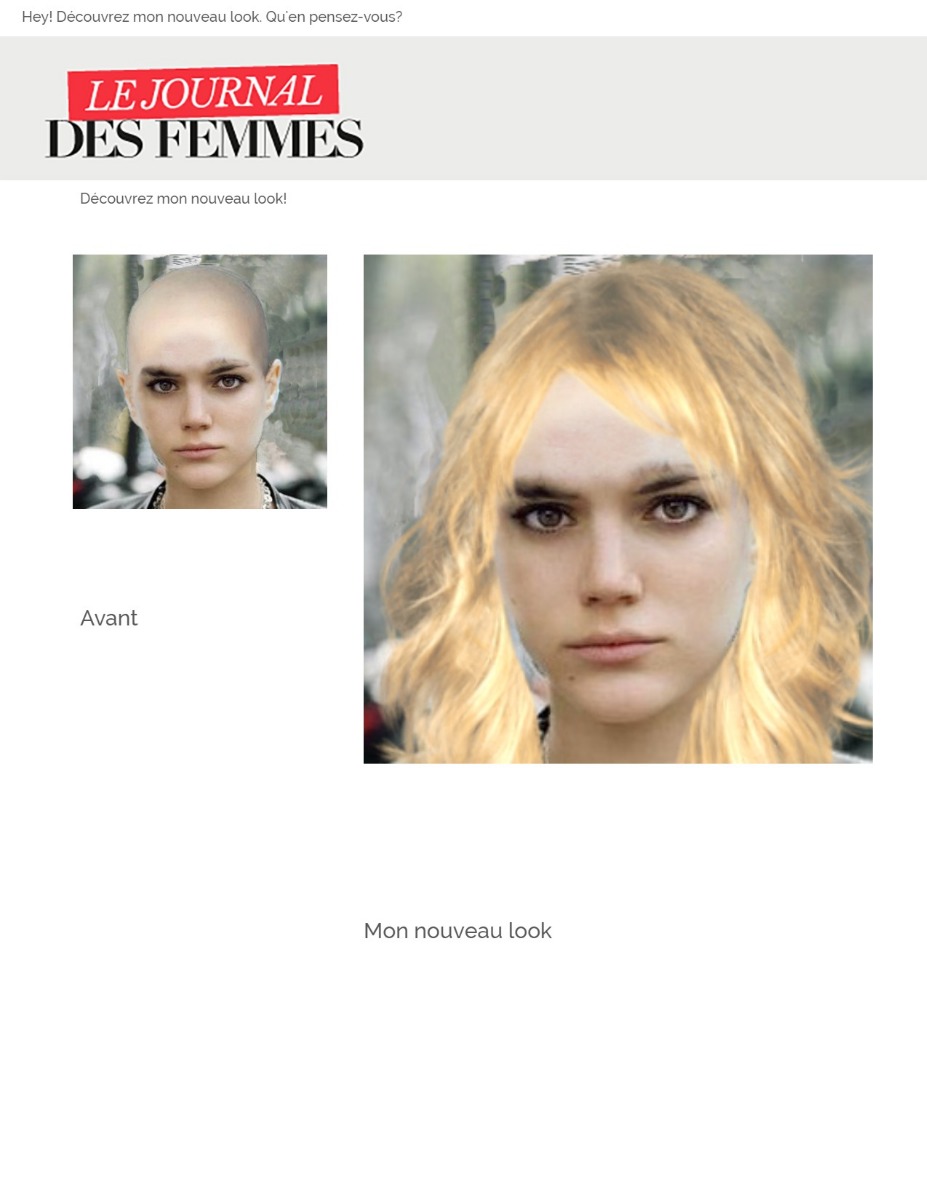 Hey! Découvrez mon nouveau look. Qu'en pensez-vous?
LE JOURNAL
DES FEMMES
Découvrez mon nouveau look!
Avant
Mon nouveau look